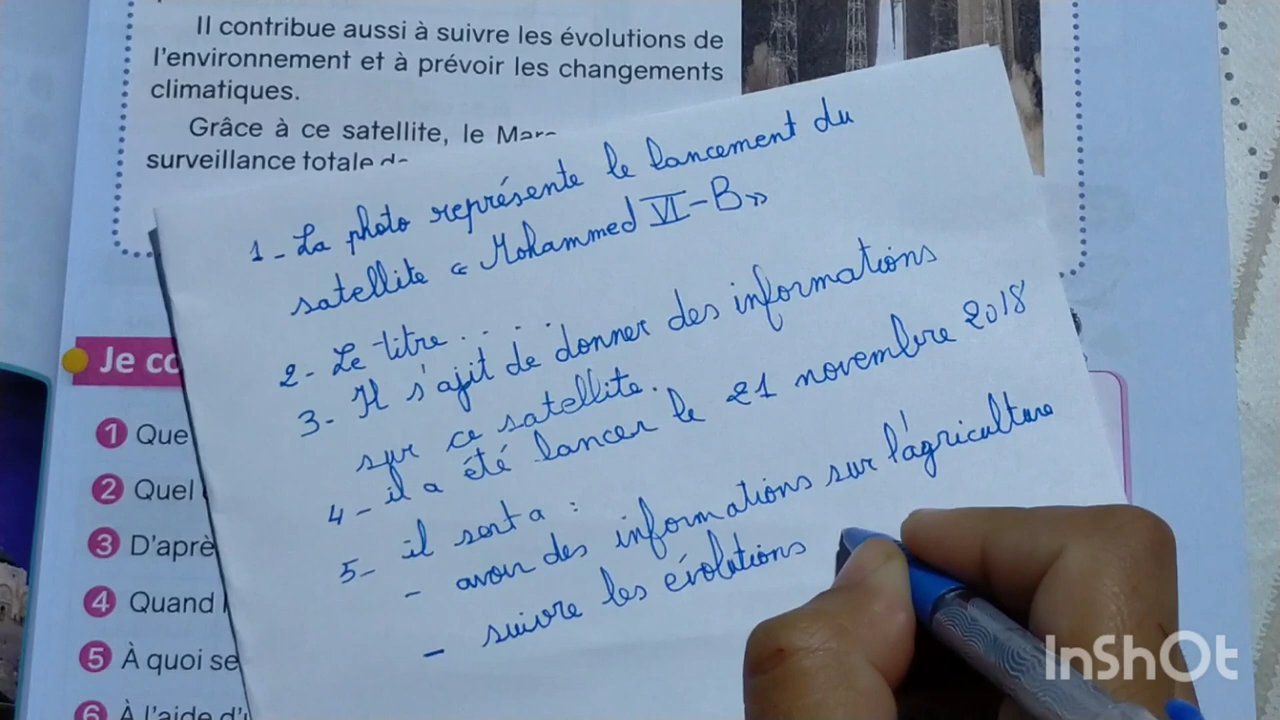 Il contribue aussi à suivre les évolutions de
l'environnement et à prévoir les changements
climatiques.
Grâce à ce satellite, le
surveillance totale
1 - La photo représente le lancement du
satellite « Mohammed VI - B »
2 - Le titre.
3 - Il s'ajit de donner des informations
sur ce satellite.
4 - il a été lancer le 21 novembre 2018
5 - il sert a :
- avoir des informations sur l'agriculture
- suivre les évolutions
Je
1 Que
2 Quel
3 D'aprè
4 Quand
5 À quoi se
6 À l'aide d'
InShOt